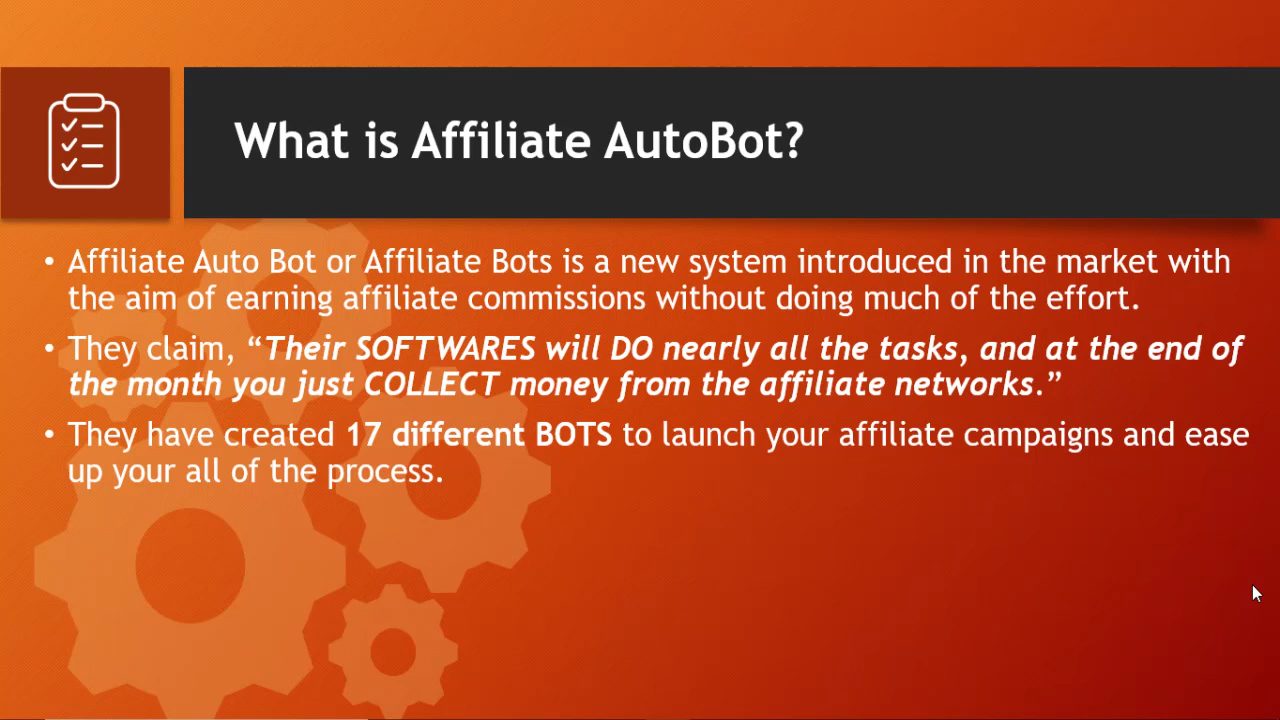 What is Affiliate AutoBot?
• Affiliate Auto Bot or Affiliate Bots is a new system introduced in the market with
the aim of earning affiliate commissions without doing much of the effort.
• They claim, “Their SOFTWARES will DO nearly all the tasks, and at the end of
the month you just COLLECT money from the affiliate networks.”
• They have created 17 different BOTS to launch your affiliate campaigns and ease
up your all of the process.